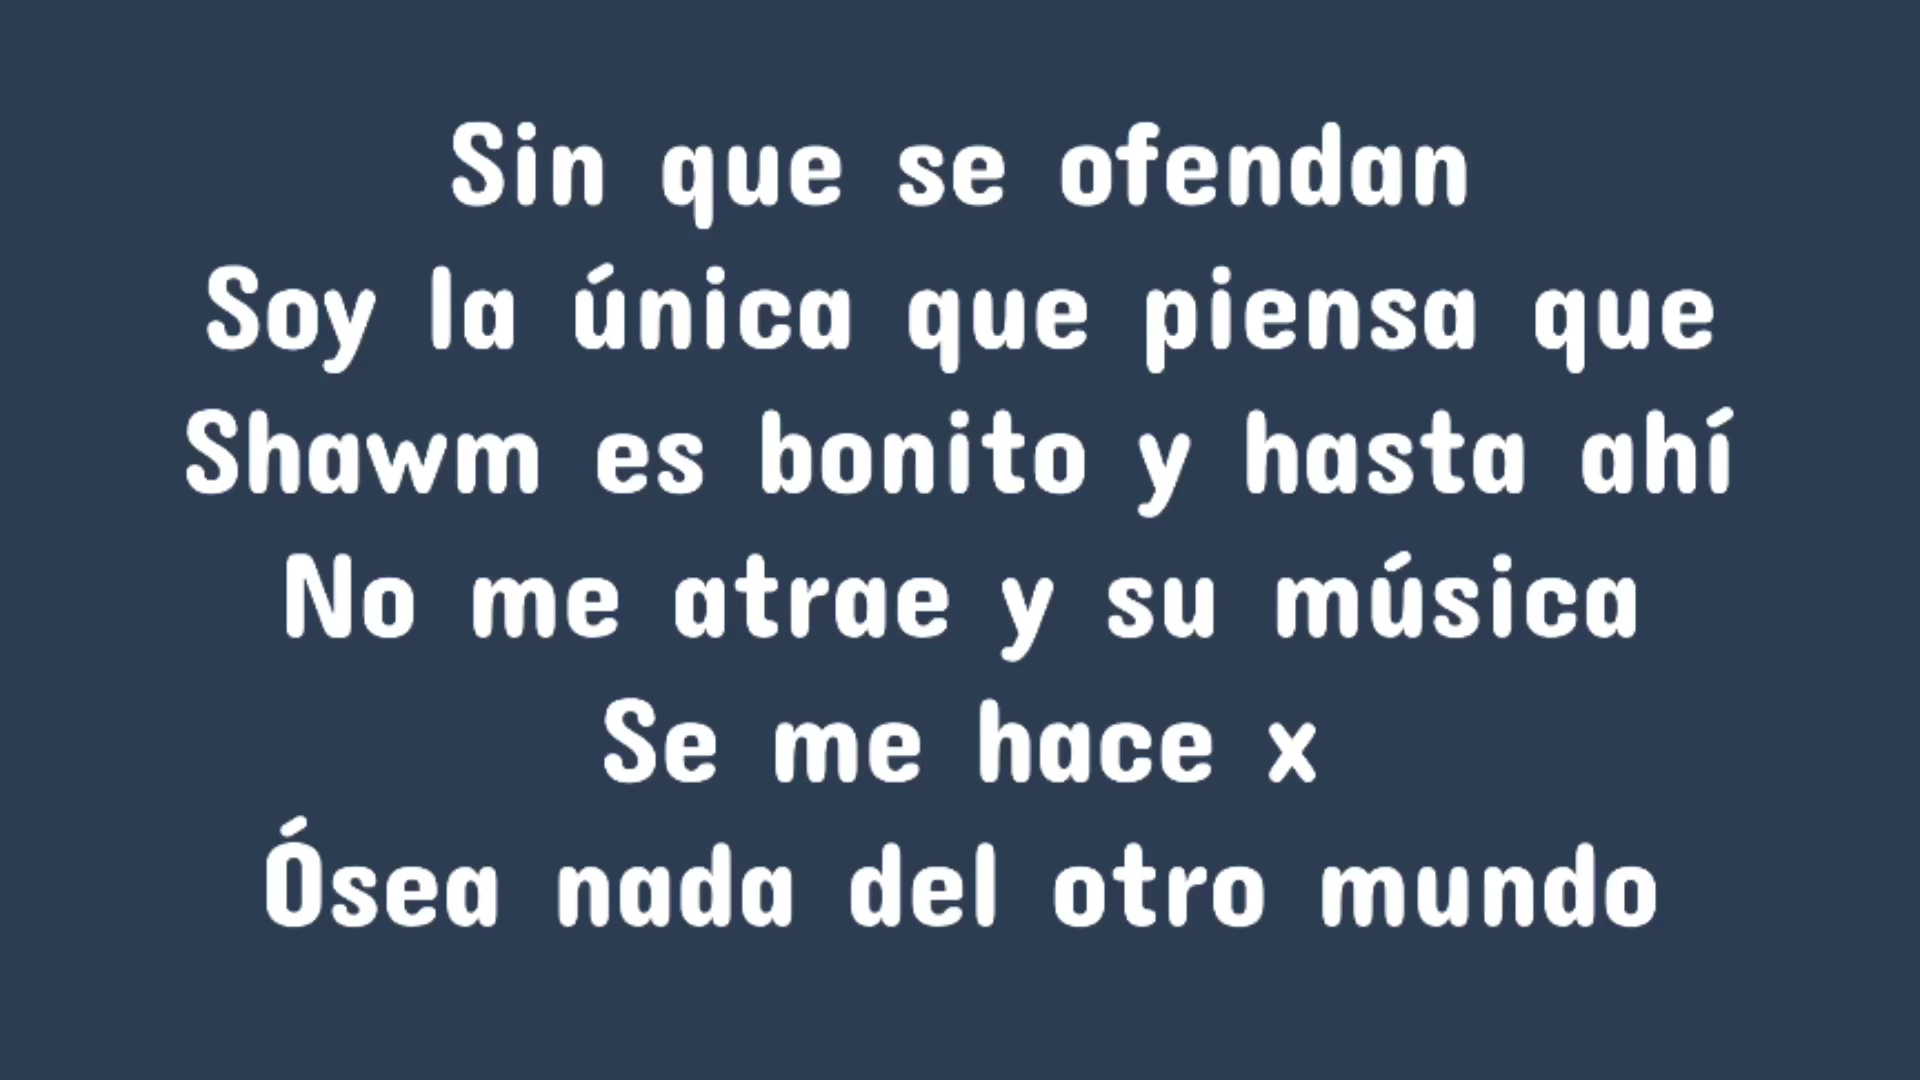 Sin que se ofendan
Soy la única que piensa que
Shawm es bonito y hasta ahí
No me atrae y su música
Se me hace x
Ósea nada del otro mundo